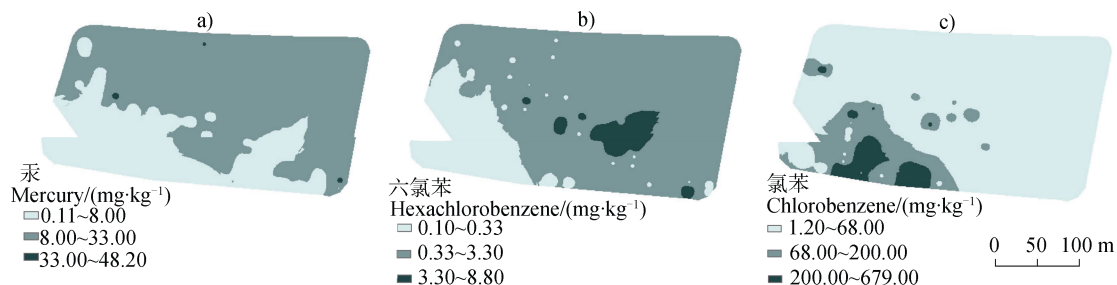 a)
汞
Mercury/(mg·kg⁻¹)
0.11~8.00
8.00~33.00
33.00~48.20
b)
六氯苯
Hexachlorobenzene/(mg·kg⁻¹)
0.10~0.33
0.33~3.30
3.30~8.80
c)
氯苯
Chlorobenzene/(mg·kg⁻¹)
1.20~68.00
68.00~200.00
200.00~679.00
0 50 100 m